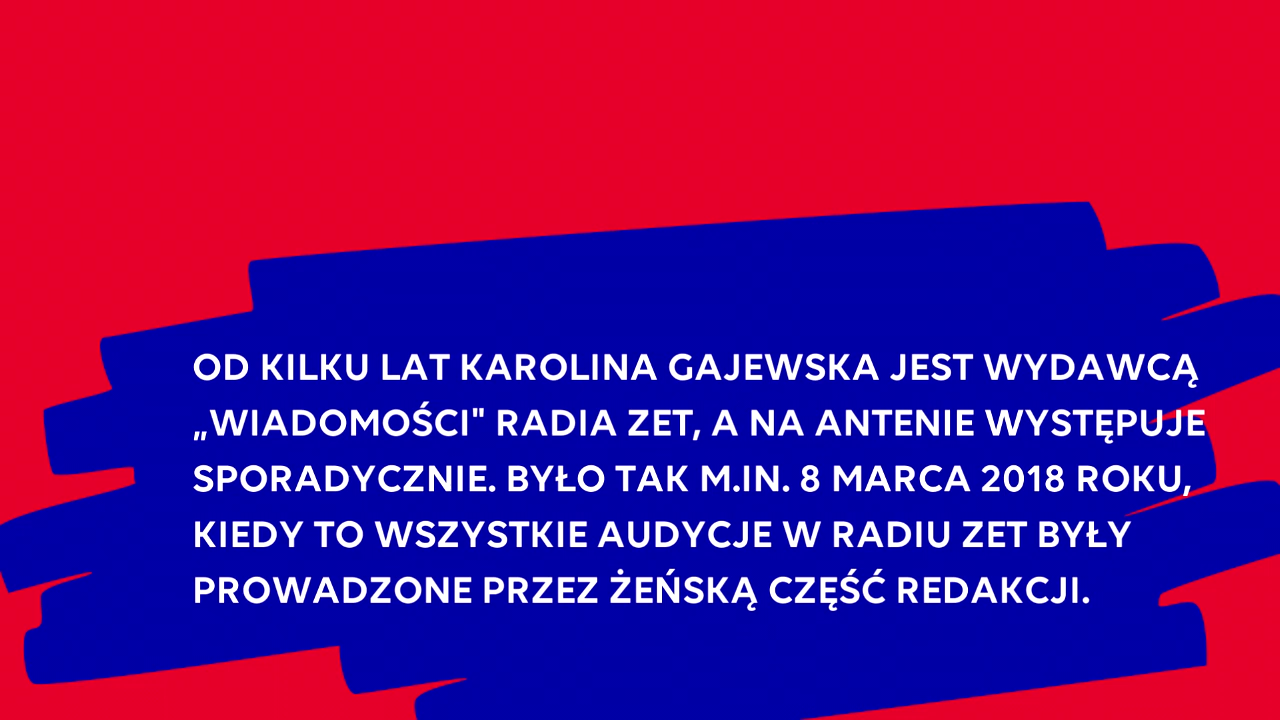 OD KILKU LAT KAROLINA GAJEWSKA JEST WYDAWCĄ
„WIADOMOŚCI" RADIA ZET, A NA ANTENIE WYSTĘPUJE
SPORADYCZNIE. BYŁO TAK M.IN. 8 MARCA 2018 ROKU,
KIEDY TO WSZYSTKIE AUDYCJE W RADIU ZET BYŁY
PROWADZONE PRZEZ ŻEŃSKĄ CZĘŚĆ REDAKCJI.